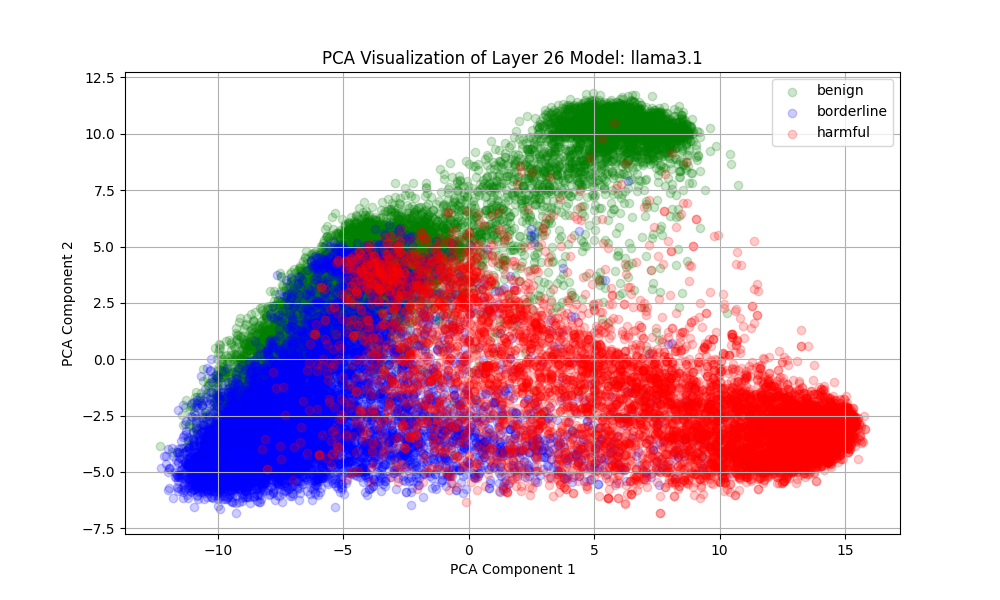 PCA Visualization of Layer 26 Model: llama3.1
benign
borderline
harmful
PCA Component 2
12.5
10.0
7.5
5.0
2.5
0.0
−2.5
−5.0
−7.5
−10
−5
0
5
10
15
PCA Component 1